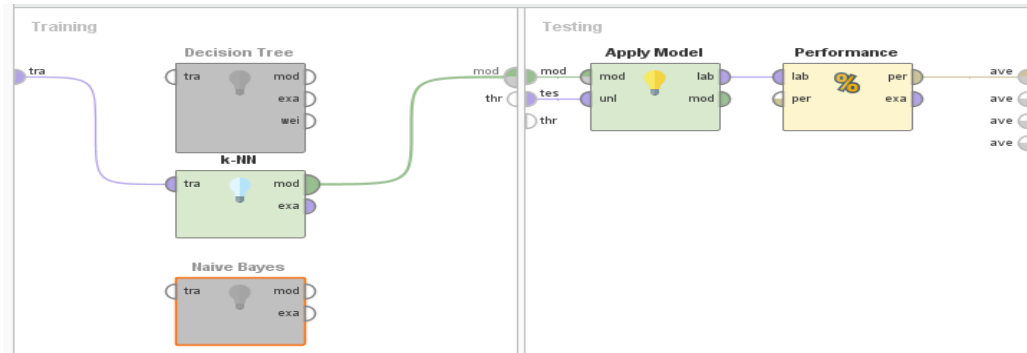 Training
Decision Tree
tra
tra mod
exa
wei
k-NN
tra mod
exa
Naive Bayes
tra mod
exa
mod
thr
Testing
mod
tes
thr
Apply Model
mod lab
unl mod
Performance
lab per
per exa
%
ave
ave
ave
ave